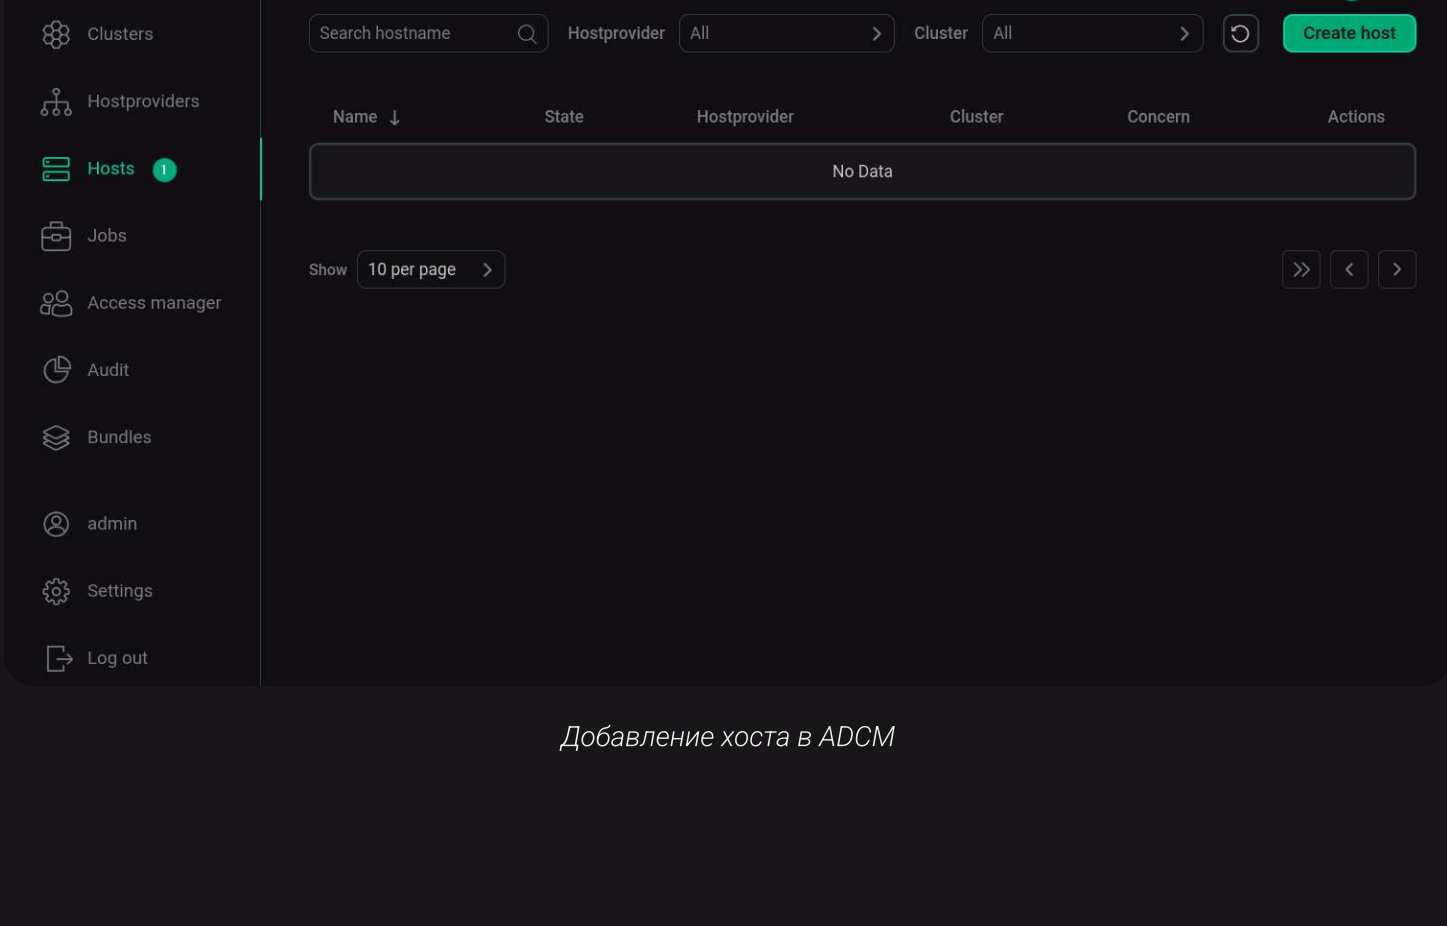 Clusters
Search hostname
Hostprovider
All
Cluster
All
Create host
Hostproviders
Name
State
Hostprovider
Cluster
Concern
Actions
Hosts
1
No Data
Jobs
Show
10 per page
Access manager
Audit
Bundles
admin
Settings
Log out
Добавление хоста в ADCM